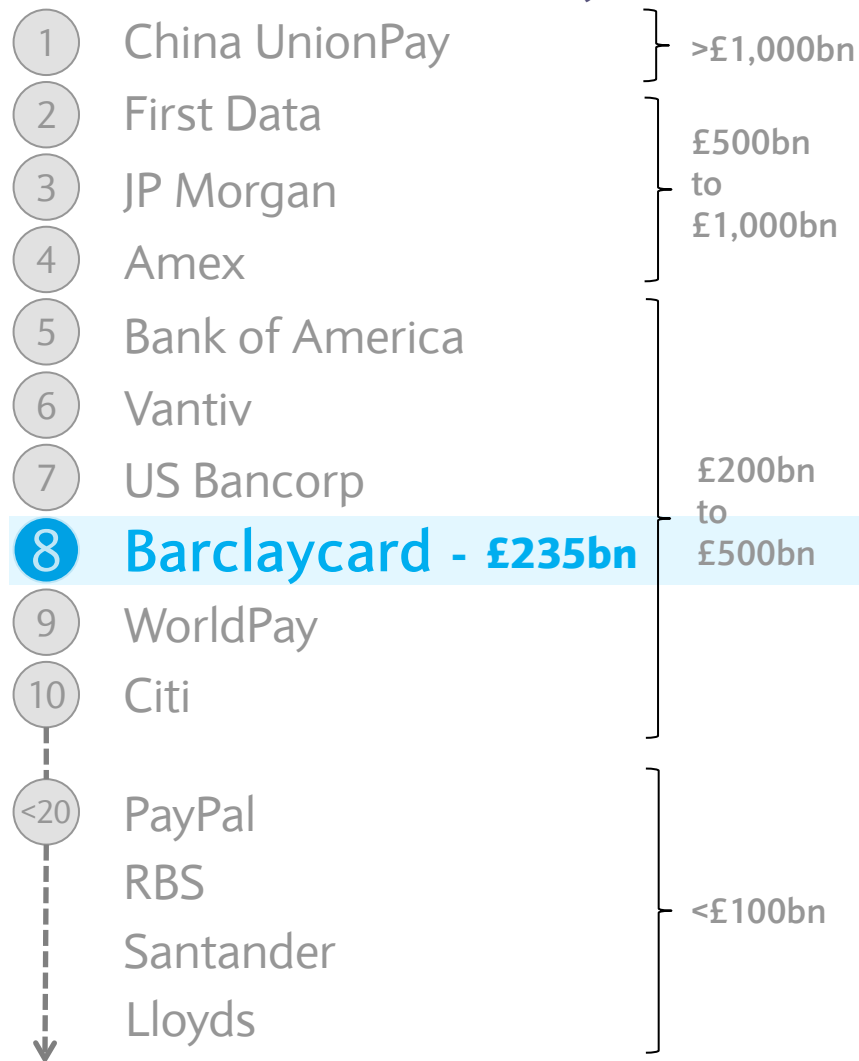 1 China UnionPay >£1,000bn
2 First Data
3 JP Morgan
4 Amex
£500bn
to
£1,000bn
5 Bank of America
6 Vantiv
7 US Bancorp
8 Barclaycard - £235bn
9 WorldPay
10 Citi
£200bn
to
£500bn
<20 PayPal
RBS
Santander
Lloyds
<£100bn